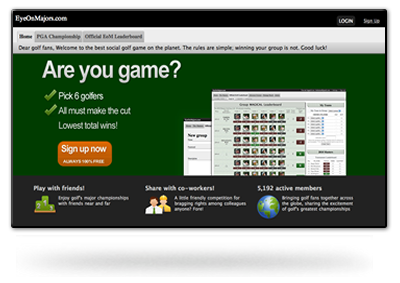 EyeOnMajors.com
LOGIN Sign Up
Home PGA Championship Official EoM Leaderboard
Dear golf fans, Welcome to the best social golf game on the planet. The rules are simple; winning your group is not. Good luck!
Are you game?
Pick 6 golfers
All must make the cut
Lowest total wins!
Sign up now
ALWAYS 100% FREE
Play with friends!
Enjoy golf's major championships
with friends near and far
Share with co-workers!
A little friendly competition for
bragging rights among colleagues
anyone? Fore!
5,192 active members
Bringing golf fans together across
the globe, sharing the excitement
of golf's greatest championships